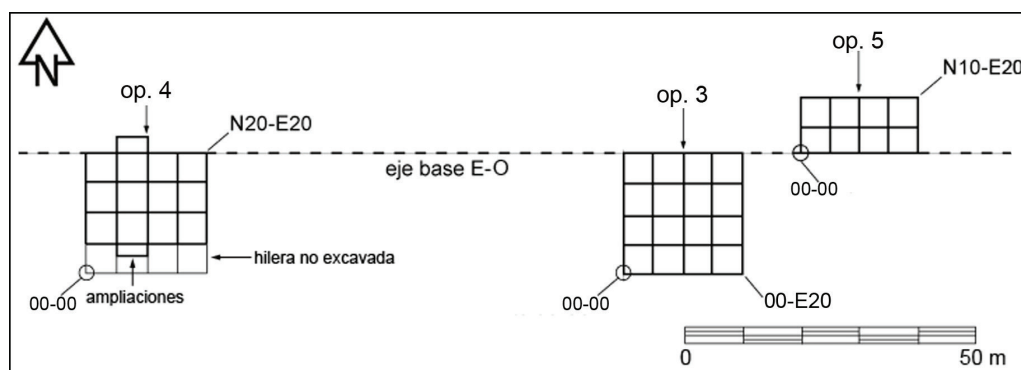 N
op. 4
N20-E20
eje base E-O
op. 3
op. 5
N10-E20
00-00
hilera no excavada
00-00
ampliaciones
00-00
00-E20
0 50 m